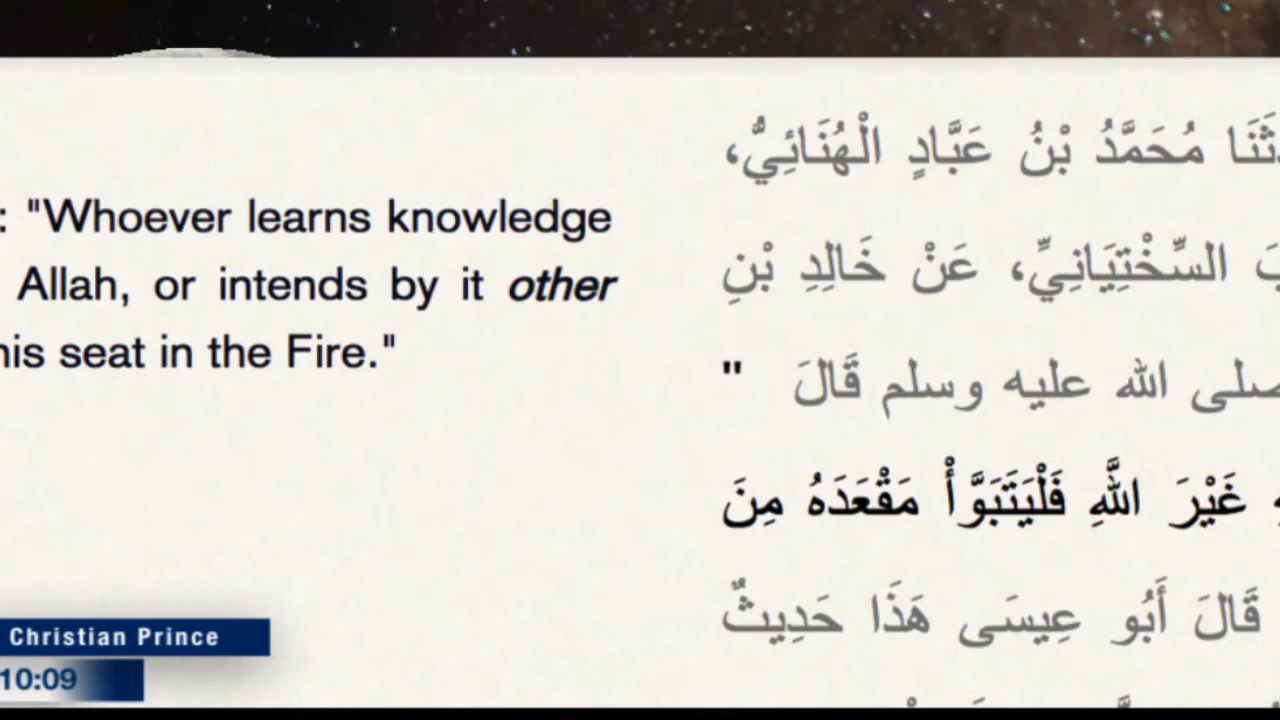 : "Whoever learns knowledge
Allah, or intends by it other
his seat in the Fire."
مُحَمَّدُ بْنُ عَبَّادٍ الْهُنَائِيُّ،
السِّخْتِيَانِيِّ، عَنْ خَالِدِ بْنِ
صلى الله عليه وسلم قَالَ "
غَيْرَ اللَّهِ فَلْيَتَبَوَّأْ مَقْعَدَهُ مِنَ
قَالَ أَبُو عِيسَى هَذَا حَدِيثٌ
Christian Prince
10:09